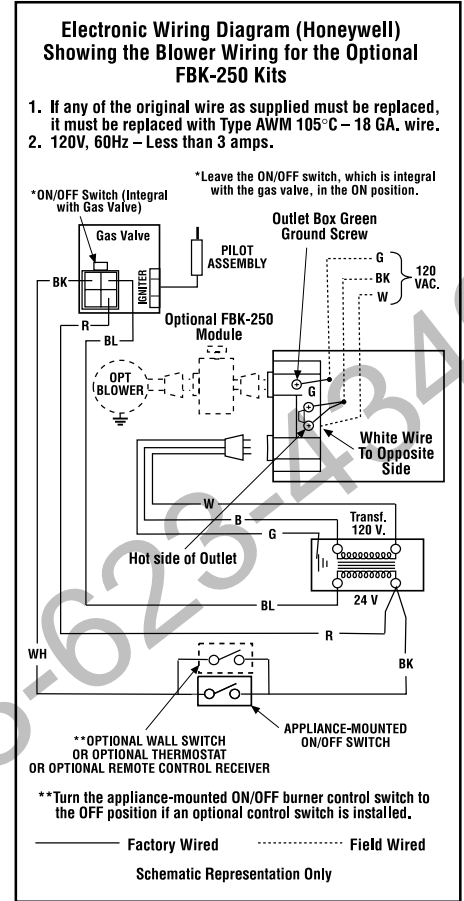 Electronic Wiring Diagram (Honeywell)
Showing the Blower Wiring for the Optional
FBK-250 Kits
1. If any of the original wire as supplied must be replaced,
it must be replaced with Type AWM 105°C – 18 GA. wire.
2. 120V, 60Hz – Less than 3 amps.
*Leave the ON/OFF switch, which is integral
with the gas valve, in the ON position.
*ON/OFF Switch (Integral
with Gas Valve)
Gas Valve
IGNITER
PILOT
ASSEMBLY
Outlet Box Green
Ground Screw
G
BK
W
120
VAC.
BK
R
BL
Optional FBK-250
Module
OPT
BLOWER
G
White Wire
To Opposite
Side
W
B
G
Hot side of Outlet
Transf.
120 V.
24 V
BL
R
WH
BK
**OPTIONAL WALL SWITCH
OR OPTIONAL THERMOSTAT
OR OPTIONAL REMOTE CONTROL RECEIVER
APPLIANCE-MOUNTED
ON/OFF SWITCH
**Turn the appliance-mounted ON/OFF burner control switch to
the OFF position if an optional control switch is installed.
Factory Wired
Field Wired
Schematic Representation Only